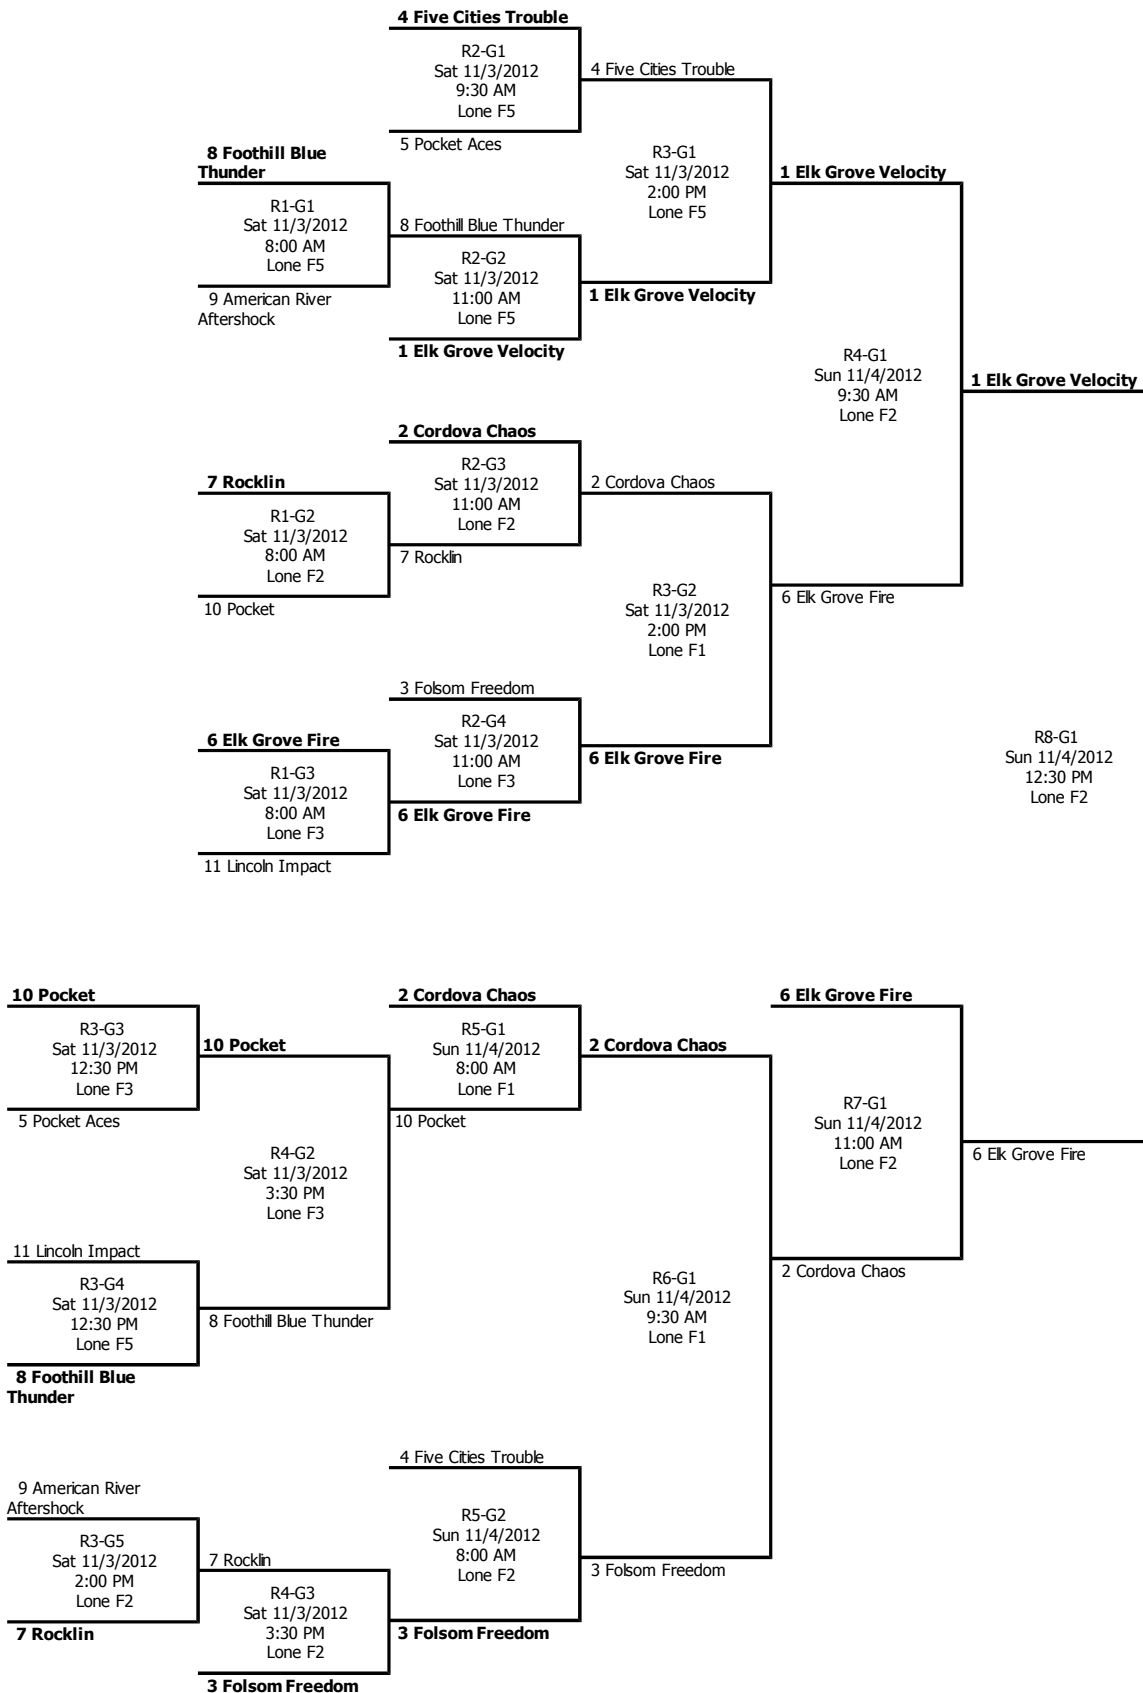 4 Five Cities Trouble
R2-G1
Sat 11/3/2012
9:30 AM
Lone F5
5 Pocket Aces
4 Five Cities Trouble
8 Foothill Blue
Thunder
R1-G1
Sat 11/3/2012
8:00 AM
Lone F5
9 American River
Aftershock
8 Foothill Blue Thunder
R2-G2
Sat 11/3/2012
11:00 AM
Lone F5
1 Elk Grove Velocity
R3-G1
Sat 11/3/2012
2:00 PM
Lone F5
1 Elk Grove Velocity
1 Elk Grove Velocity
R4-G1
Sun 11/4/2012
9:30 AM
Lone F2
1 Elk Grove Velocity
2 Cordova Chaos
7 Rocklin
R1-G2
Sat 11/3/2012
8:00 AM
Lone F2
10 Pocket
R2-G3
Sat 11/3/2012
11:00 AM
Lone F2
7 Rocklin
2 Cordova Chaos
R3-G2
Sat 11/3/2012
2:00 PM
Lone F1
6 Elk Grove Fire
3 Folsom Freedom
6 Elk Grove Fire
R1-G3
Sat 11/3/2012
8:00 AM
Lone F3
11 Lincoln Impact
R2-G4
Sat 11/3/2012
11:00 AM
Lone F3
6 Elk Grove Fire
6 Elk Grove Fire
R8-G1
Sun 11/4/2012
12:30 PM
Lone F2
10 Pocket
R3-G3
Sat 11/3/2012
12:30 PM
Lone F3
5 Pocket Aces
10 Pocket
R4-G2
Sat 11/3/2012
3:30 PM
Lone F3
11 Lincoln Impact
R3-G4
Sat 11/3/2012
12:30 PM
Lone F5
8 Foothill Blue
Thunder
8 Foothill Blue Thunder
2 Cordova Chaos
R5-G1
Sun 11/4/2012
8:00 AM
Lone F1
10 Pocket
2 Cordova Chaos
R6-G1
Sun 11/4/2012
9:30 AM
Lone F1
6 Elk Grove Fire
R7-G1
Sun 11/4/2012
11:00 AM
Lone F2
2 Cordova Chaos
6 Elk Grove Fire
9 American River
Aftershock
R3-G5
Sat 11/3/2012
2:00 PM
Lone F2
7 Rocklin
7 Rocklin
R4-G3
Sat 11/3/2012
3:30 PM
Lone F2
3 Folsom Freedom
4 Five Cities Trouble
R5-G2
Sun 11/4/2012
8:00 AM
Lone F2
3 Folsom Freedom
3 Folsom Freedom